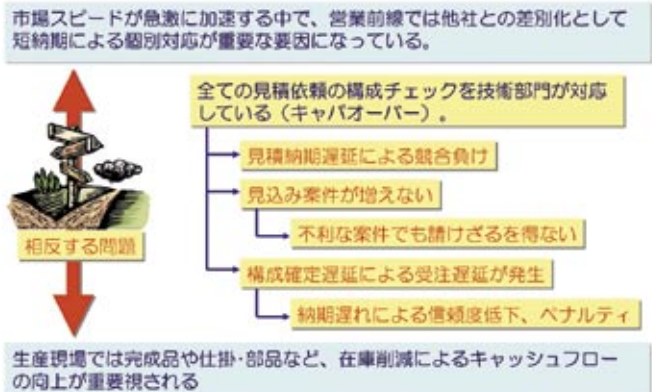 市場スピードが急激に加速する中で、営業前線では他社との差別化として
短納期による個別対応が重要な要因になっている。
全ての見積依頼の構成チェックを技術部門が対応
している（キャパオーバー）。
見積納期遅延による競合負け
見込み案件が増えない
不利な案件でも請けざるを得ない
相反する問題
構成確定遅延による受注遅延が発生
納期遅れによる信頼度低下、ペナルティ
生産現場では完成品や仕掛・部品など、在庫削減によるキャッシュフロー
の向上が重要視される